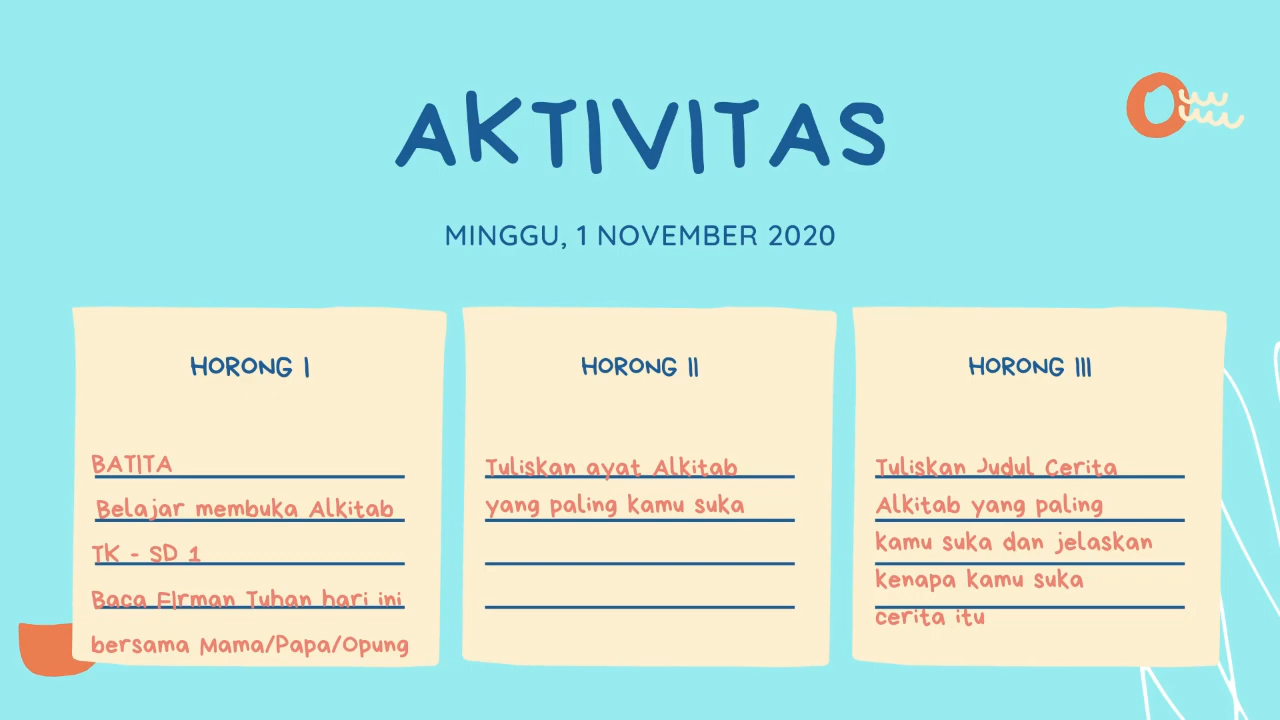 AKTIVITAS
MINGGU, 1 NOVEMBER 2020
HORONG I
BATITA
Belajar membuka Alkitab
TK - SD 1
Baca FIrman Tuhan hari ini
bersama Mama/Papa/Opung
HORONG II
Tuliskan ayat Alkitab
yang paling kamu suka
HORONG III
Tuliskan Judul Cerita
Alkitab yang paling
kamu suka dan jelaskan
kenapa kamu suka
cerita itu